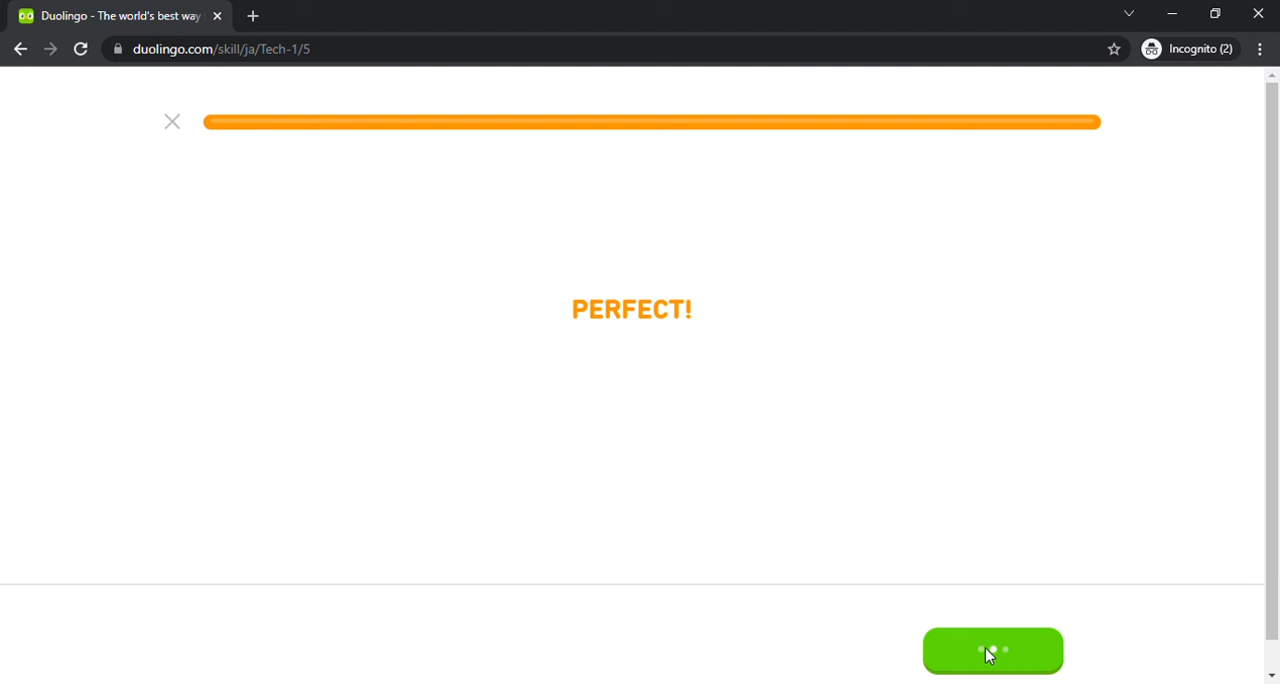 Duolingo - The world's best way
duolingo.com/skill/ja/Tech-1/5
Incognito (2)
PERFECT!